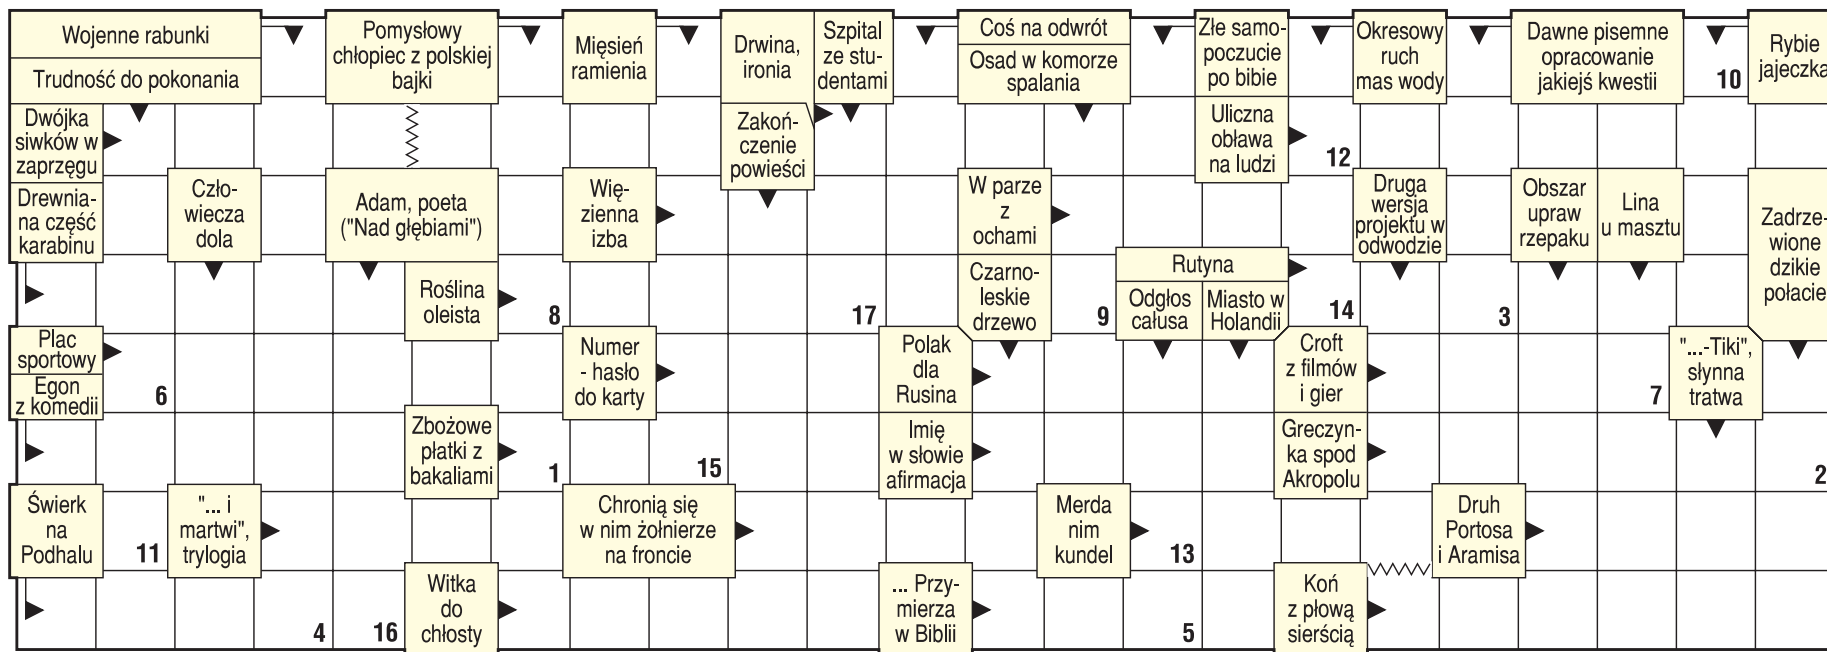 Wojenne rabunki
Trudność do pokonania
Pomysłowy
chłopiec z polskiej
bajki
Mięsień
ramienia
Drwina,
ironia
Szpital
ze stu-
dentami
Coś na odwrót
Osad w komorze
spalania
Złe samo-
poczucie
po bibie
Okresowy
ruch
mas wody
Dawne pisemne
opracowanie
jakiejś kwestii
10
Rybie
jajeczka
Dwójka
siwków w
zaprzęgu
Zakoń-
czenie
powieści
Uliczna
obława
na ludzi
12
Drewnia-
na część
karabinu
Czło-
wiecza
dola
Adam, poeta
("Nad głębiami")
Wię-
zienna
izba
W parze
z
ochami
Druga
wersja
projektu w
odwodzie
Obszar
upraw
rzepaku
Lina
u masztu
Zadrze-
wione
dzikie
połacie
Roślina
oleista
8
17
Czarno-
leskie
drzewo
9
Rutyna
Odgłos
całusa
Miasto w
Holandii
14
3
Plac
sportowy
Egon
z komedii
6
Numer
- hasło
do karty
Polak
dla
Rusina
Croft
z filmów
i gier
7
"...-Tiki",
słynna
tratwa
Zbożowe
płatki z
bakaliami
1
15
Imię
w słowie
afirmacja
Greczyn-
ka spod
Akropolu
2
Świerk
na
Podhalu
11
"... i
martwi",
trylogia
Chronią się
w nim żołnierze
na froncie
Merda
nim
kundel
13
Druh
Portosa
i Aramisa
4
16
Witka
do
chłosty
... Przy-
mierza
w Biblii
5
Koń
z płową
sierścią